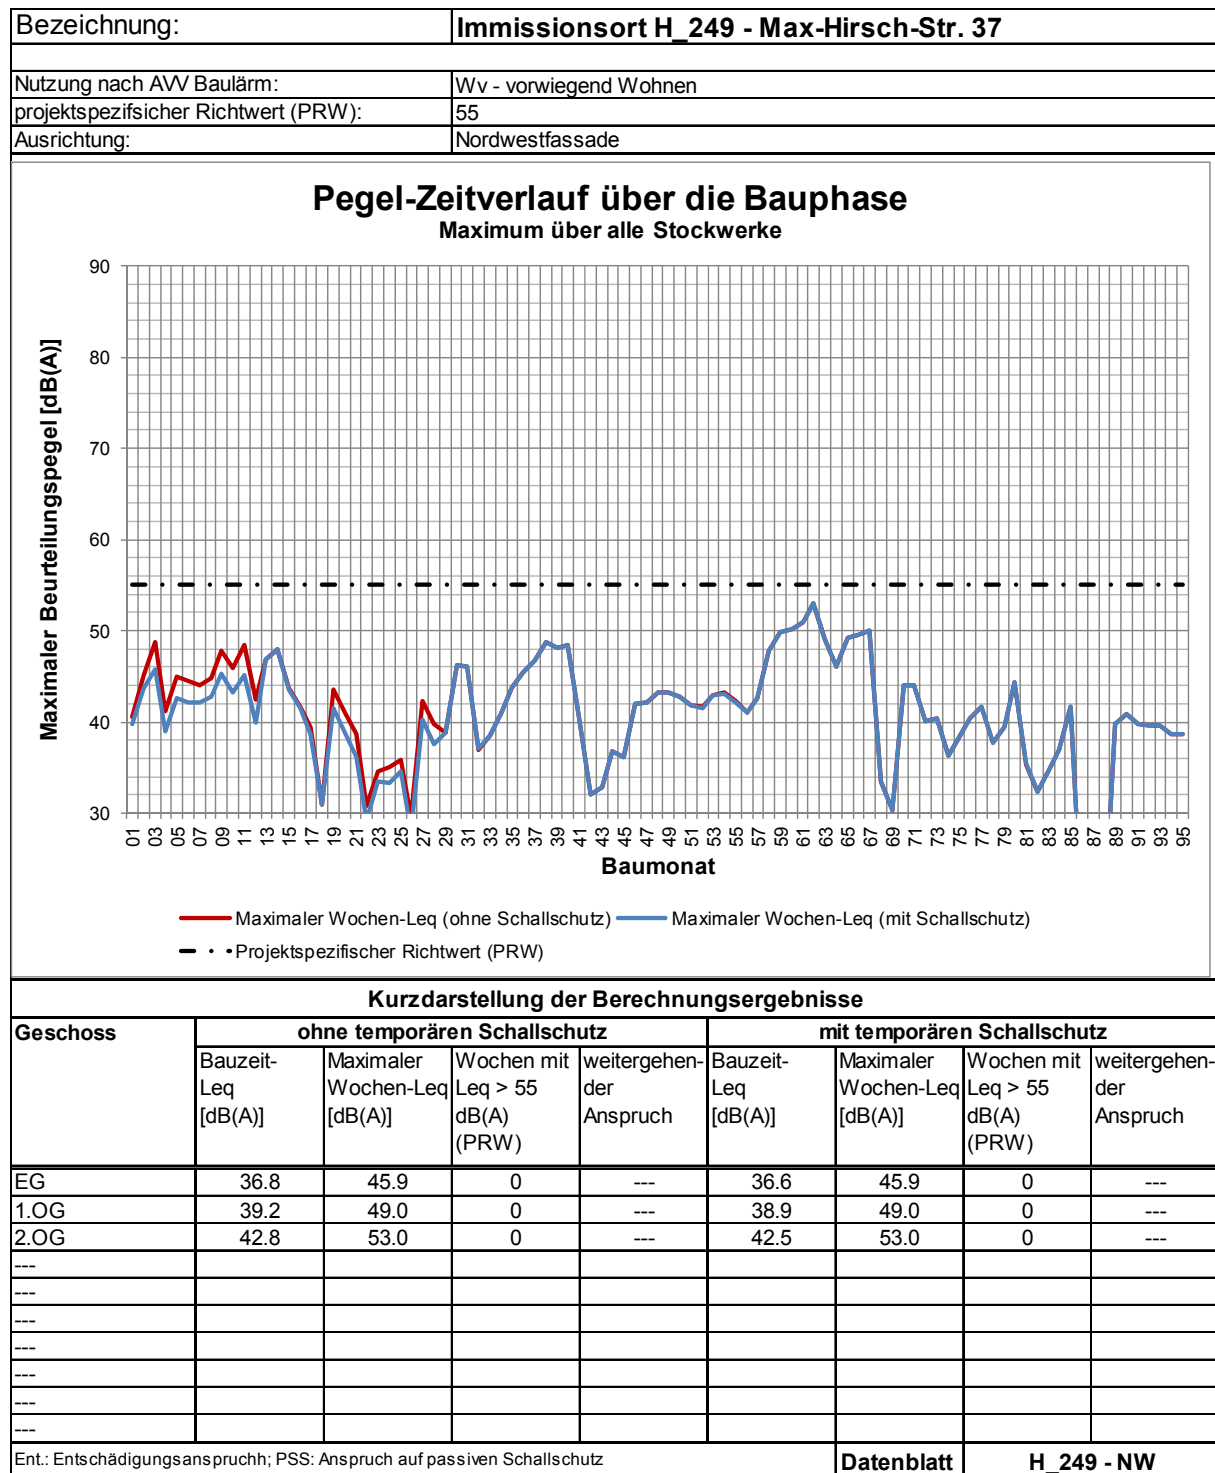 Bezeichnung: Immissionsort H_249 - Max-Hirsch-Str. 37
Nutzung nach AVV Baulärm: Wv - vorwiegend Wohnen
projektspezifsicher Richtwert (PRW): 55
Ausrichtung: Nordwestfassade
Pegel-Zeitverlauf über die Bauphase
Maximum über alle Stockwerke
Maximaler Beurteilungspegel [dB(A)]
90
80
70
60
50
40
30
01 03 05 07 09 11 13 15 17 19 21 22 23 25 27 29 31 33 35 37 39 41 43 45 47 49 51 53 55 57 59 61 63 65 67 69 71 73 75 77 79 81 83 85 87 89 91 93 95
Baumonat
Maximaler Wochen-Leq (ohne Schallschutz) Maximaler Wochen-Leq (mit Schallschutz)
Projektspezifischer Richtwert (PRW)
Kurzdarstellung der Berechnungsergebnisse
Geschoss ohne temporären Schallschutz mit temporären Schallschutz
Bauzeit- Maximaler Wochen mit weitergehen- Bauzeit- Maximaler Wochen mit weitergehen-
Leq Wochen-Leq Leq > 55 der Leq Wochen-Leq Leq > 55 der
[dB(A)] [dB(A)] dB(A) Anspruch [dB(A)] [dB(A)] dB(A) Anspruch
(PRW) (PRW)
EG 36.8 45.9 0 --- 36.6 45.9 0 ---
1.OG 39.2 49.0 0 --- 38.9 49.0 0 ---
2.OG 42.8 53.0 0 --- 42.5 53.0 0 ---
---
---
---
---
---
---
---
Ent.: Entschädigungsanspruchh; PSS: Anspruch auf passiven Schallschutz Datenblatt H_249 - NW